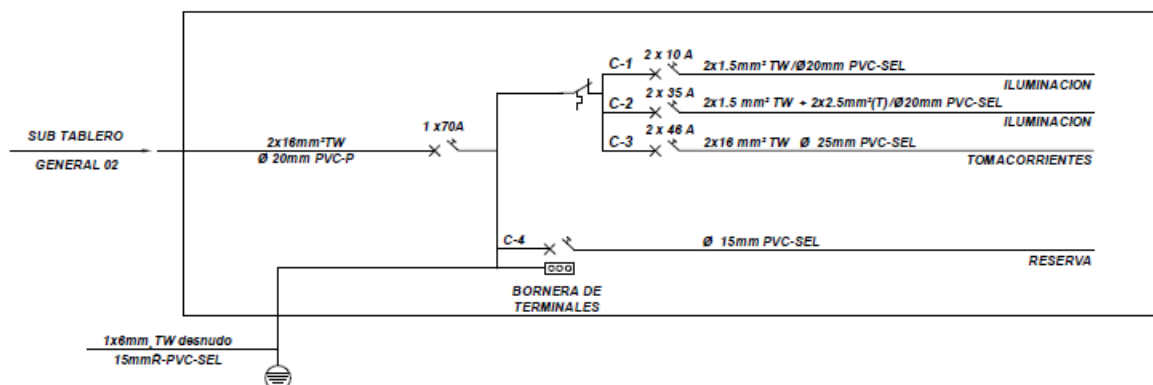 C-1
2 x 10 A
2x1.5mm² TW/Ø20mm PVC-SEL
ILUMINACION
C-2
2 x 35 A
2x1.5 mm² TW + 2x2.5mm²(T)/Ø20mm PVC-SEL
ILUMINACION
C-3
2 x 46 A
2x16 mm² TW Ø 25mm PVC-SEL
TOMACORRIENTES
SUB TABLERO
GENERAL 02
2x16mm²TW
Ø 20mm PVC-P
1 x70A
C-4
Ø 15mm PVC-SEL
RESERVA
BORNERA DE
TERMINALES
1x6mm¸TW desnudo
15mmŘ-PVC-SEL